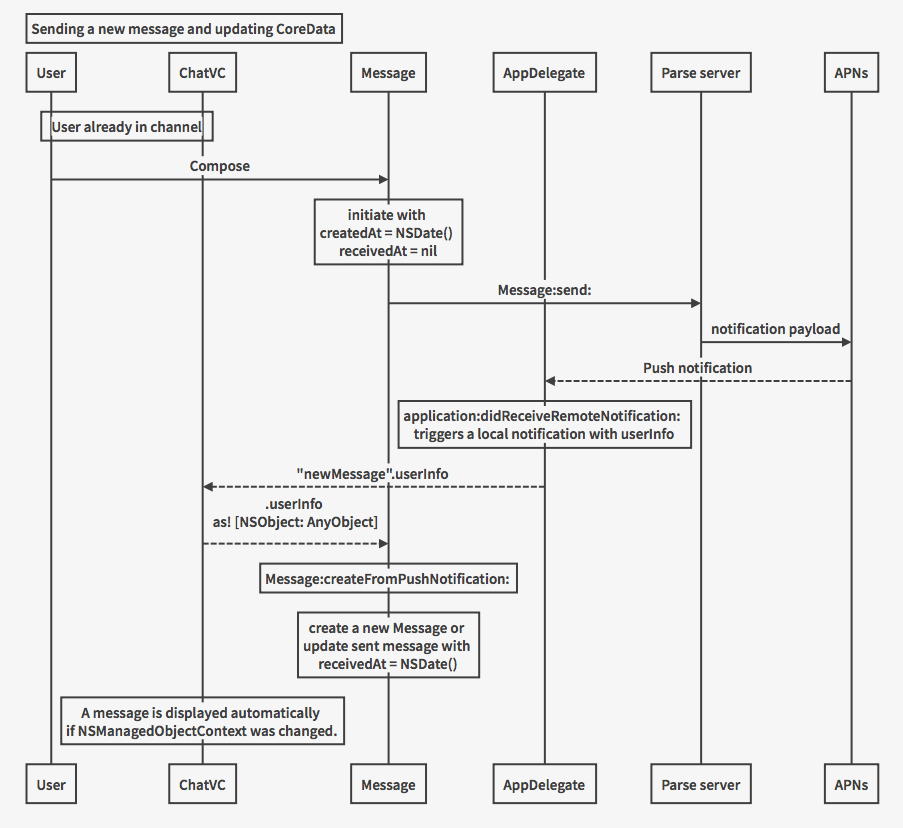 Sending a new message and updating CoreData
User
ChatVC
Message
AppDelegate
Parse server
APNs
User already in channel
Compose
initiate with
createdAt = NSDate()
receivedAt = nil
Message:send:
notification payload
Push notification
application:didReceiveRemoteNotification:
triggers a local notification with userInfo
"newMessage".userInfo
.userInfo
as! [NSObject: AnyObject]
Message:createFromPushNotification:
create a new Message or
update sent message with
receivedAt = NSDate()
A message is displayed automatically
if NSManagedObjectContext was changed.
User
ChatVC
Message
AppDelegate
Parse server
APNs